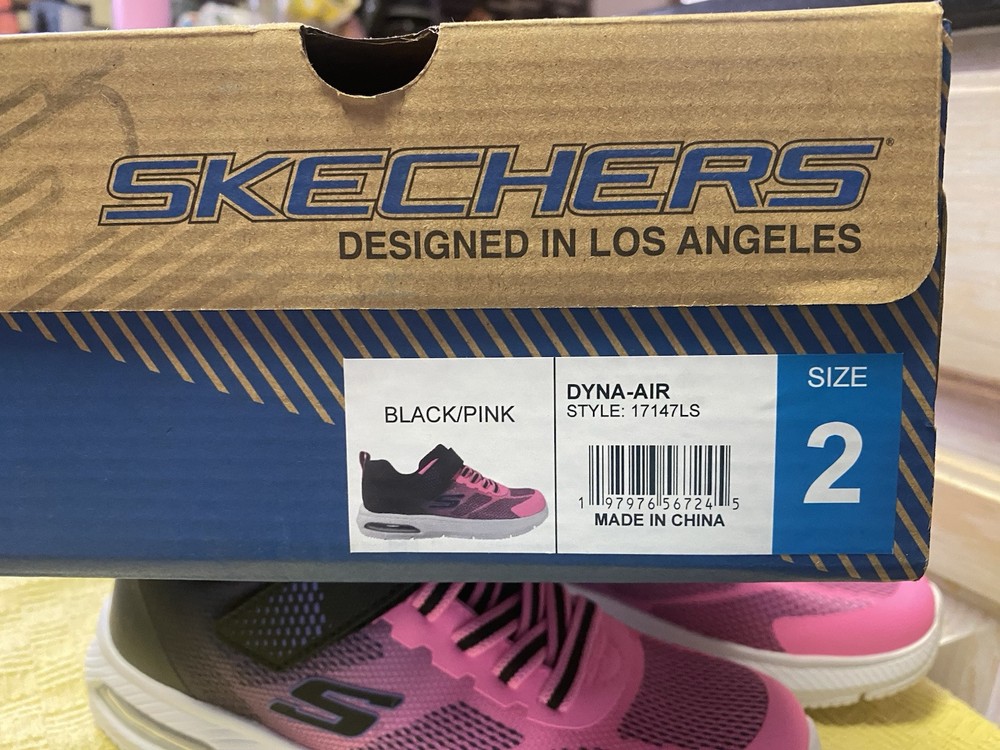 SKECHERS®
DESIGNED IN LOS ANGELES
BLACK/PINK
DYNA-AIR
STYLE: 17147LS
1 97976 56724 5
MADE IN CHINA
SIZE
2
S